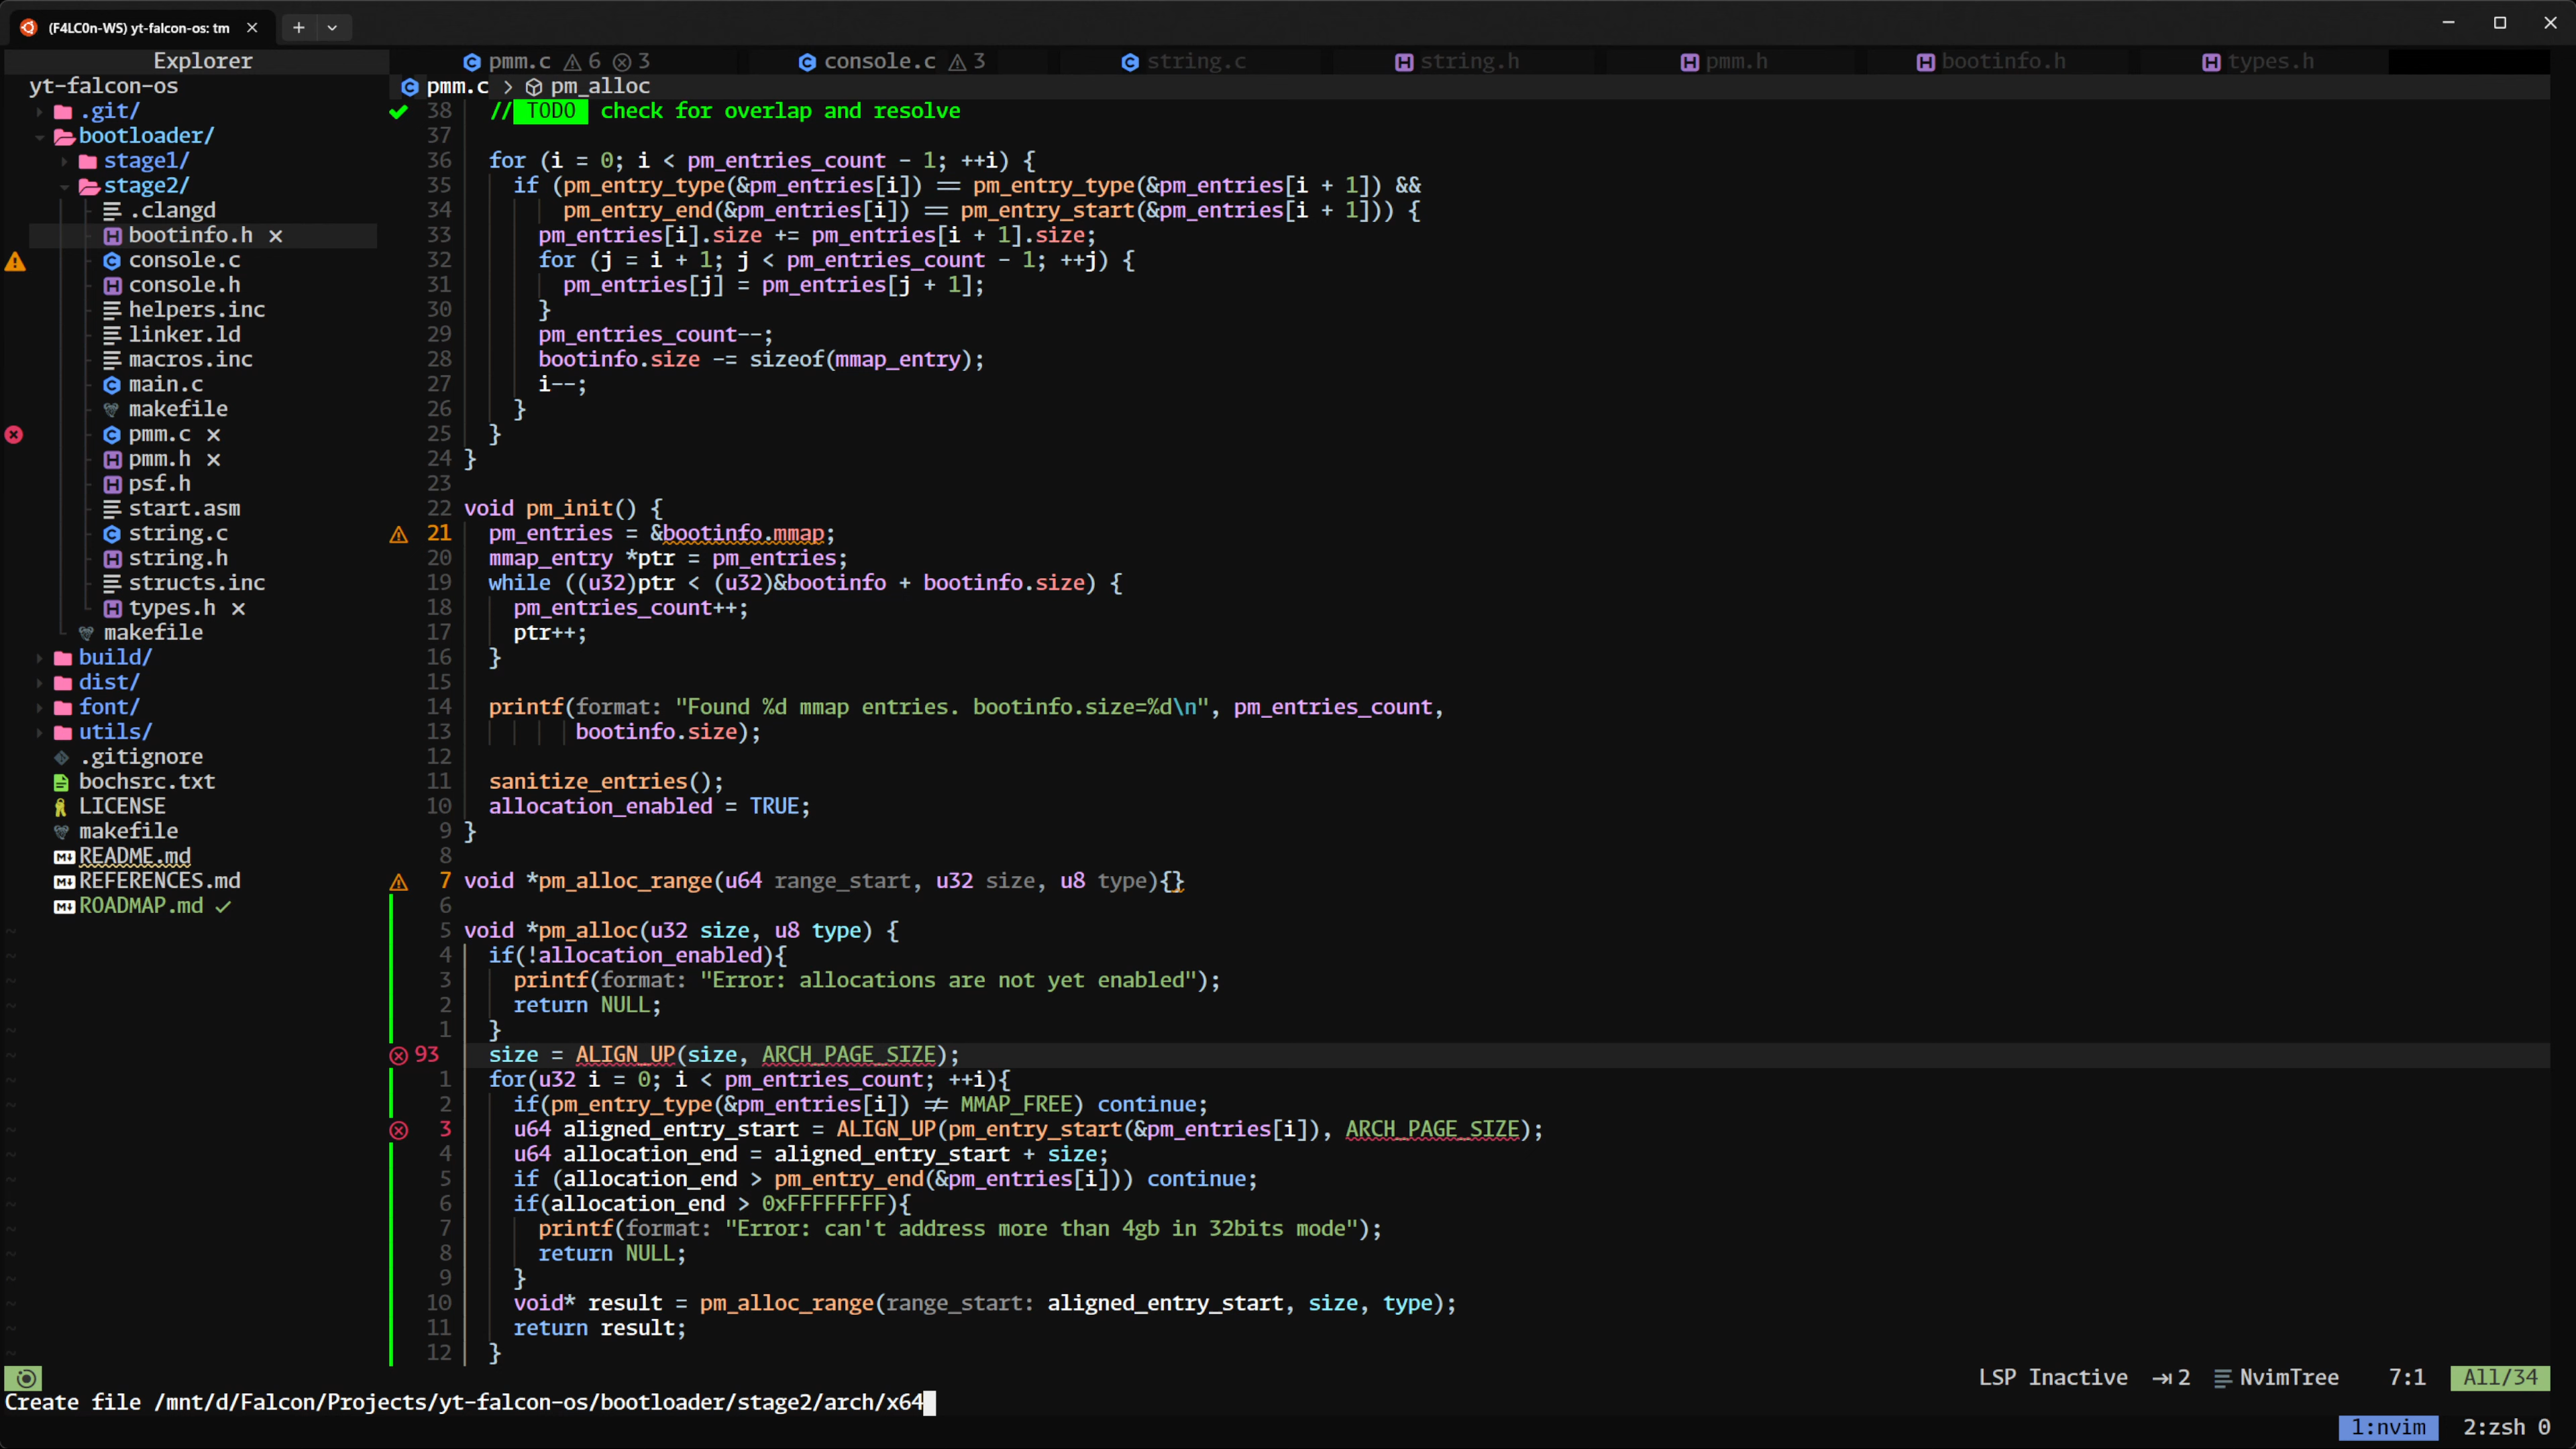 (F4LC0n-WS) yt-falcon-os: tm × +
Explorer
yt-falcon-os
.git/
bootloader/
stage1/
stage2/
.clangd
bootinfo.h ×
console.c
console.h
helpers.inc
linker.ld
macros.inc
main.c
makefile
pmm.c ×
pmm.h ×
psf.h
start.asm
string.c
string.h
structs.inc
types.h ×
makefile
build/
dist/
font/
utils/
.gitignore
bochsrc.txt
LICENSE
makefile
README.md
REFERENCES.md
ROADMAP.md ✓
pmm.c 6 3 console.c 3 string.c string.h pmm.h bootinfo.h types.h
pmm.c > pm_alloc
38 // TODO check for overlap and resolve
37
36 for (i = 0; i < pm_entries_count - 1; ++i) {
35 if (pm_entry_type(&pm_entries[i]) == pm_entry_type(&pm_entries[i + 1]) &&
34 pm_entry_end(&pm_entries[i]) == pm_entry_start(&pm_entries[i + 1])) {
33 pm_entries[i].size += pm_entries[i + 1].size;
32 for (j = i + 1; j < pm_entries_count - 1; ++j) {
31 pm_entries[j] = pm_entries[j + 1];
30 }
29 pm_entries_count--;
28 bootinfo.size -= sizeof(mmap_entry);
27 i--;
26 }
25 }
24 }
23
22 void pm_init() {
21 pm_entries = &bootinfo.mmap;
20 mmap_entry *ptr = pm_entries;
19 while ((u32)ptr < (u32)&bootinfo + bootinfo.size) {
18 pm_entries_count++;
17 ptr++;
16 }
15
14 printf(format: "Found %d mmap entries. bootinfo.size=%d\n", pm_entries_count,
13 bootinfo.size);
12
11 sanitize_entries();
10 allocation_enabled = TRUE;
9 }
8
7 void *pm_alloc_range(u64 range_start, u32 size, u8 type){}
6
5 void *pm_alloc(u32 size, u8 type) {
4 if(!allocation_enabled){
3 printf(format: "Error: allocations are not yet enabled");
2 return NULL;
1 }
93 size = ALIGN_UP(size, ARCH_PAGE_SIZE);
1 for(u32 i = 0; i < pm_entries_count; ++i){
2 if(pm_entry_type(&pm_entries[i]) ≠ MMAP_FREE) continue;
3 u64 aligned_entry_start = ALIGN_UP(pm_entry_start(&pm_entries[i]), ARCH_PAGE_SIZE);
4 u64 allocation_end = aligned_entry_start + size;
5 if (allocation_end > pm_entry_end(&pm_entries[i])) continue;
6 if(allocation_end > 0xFFFFFFFF){
7 printf(format: "Error: can't address more than 4gb in 32bits mode");
8 return NULL;
9 }
10 void* result = pm_alloc_range(range_start: aligned_entry_start, size, type);
11 return result;
12 }
LSP Inactive ⇥2 NvimTree 7:1 All/34
Create file /mnt/d/Falcon/Projects/yt-falcon-os/bootloader/stage2/arch/x64
1:nvim 2:zsh 0